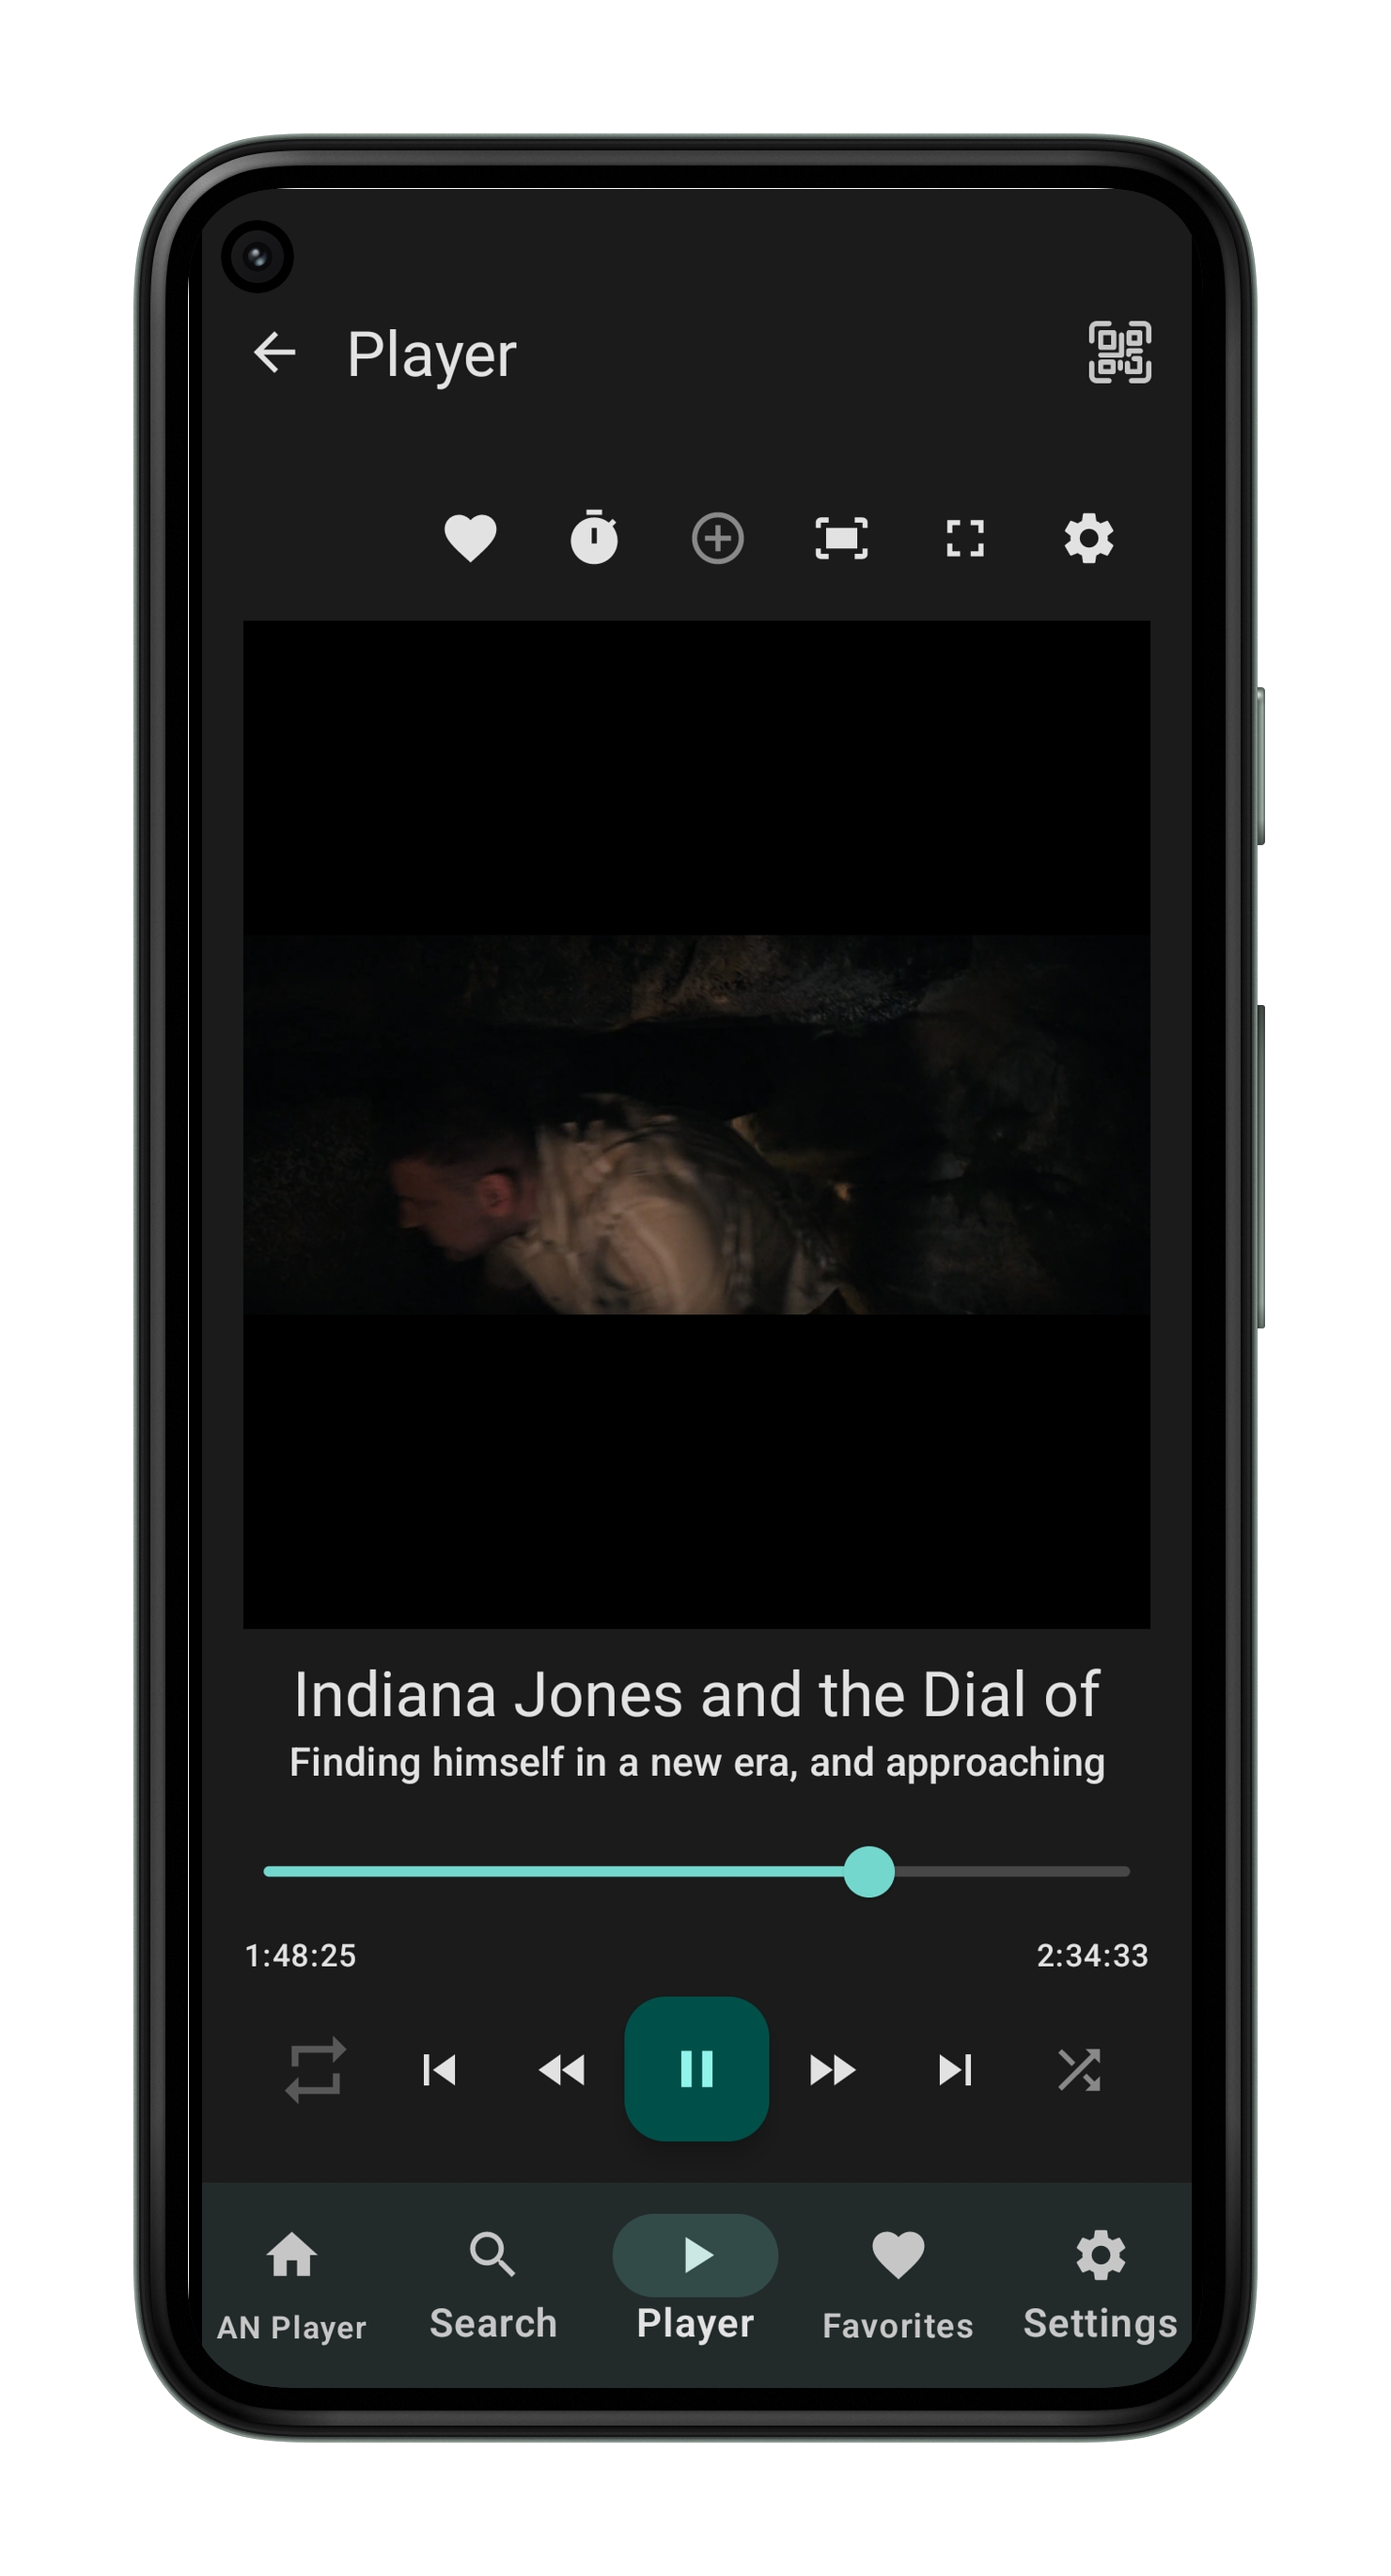 Player
Indiana Jones and the Dial of
Finding himself in a new era, and approaching
1:48:25
2:34:33
AN Player
Search
Player
Favorites
Settings